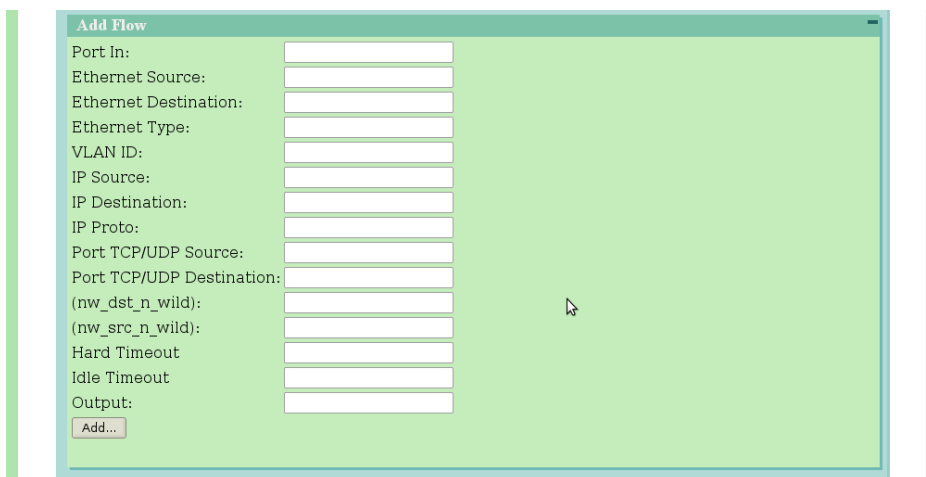 Add Flow
Port In:
Ethernet Source:
Ethernet Destination:
Ethernet Type:
VLAN ID:
IP Source:
IP Destination:
IP Proto:
Port TCP/UDP Source:
Port TCP/UDP Destination:
(nw_dst_n_wild):
(nw_src_n_wild):
Hard Timeout
Idle Timeout
Output:
Add...